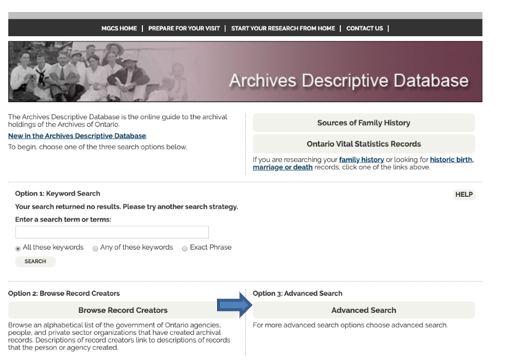 MGCS HOME | PREPARE FOR YOUR VISIT | START YOUR RESEARCH FROM HOME | CONTACT US |
Archives Descriptive Database
The Archives Descriptive Database is the online guide to the archival
holdings of the Archives of Ontario.
New in the Archives Descriptive Database.
To begin, choose one of the three search options below.
Sources of Family History
Ontario Vital Statistics Records
If you are researching your family history or looking for historic birth,
marriage or death records, click one of the links above.
Option 1: Keyword Search
HELP
Your search returned no results. Please try another search strategy.
Enter a search term or terms:
All these keywords Any of these keywords Exact Phrase
SEARCH
Option 2: Browse Record Creators
Browse Record Creators
Browse an alphabetical list of the government of Ontario agencies,
people, and private sector organizations that have created archival
records. Descriptions of record creators link to descriptions of records
that the person or agency created.
Option 3: Advanced Search
Advanced Search
For more advanced search options choose advanced search.